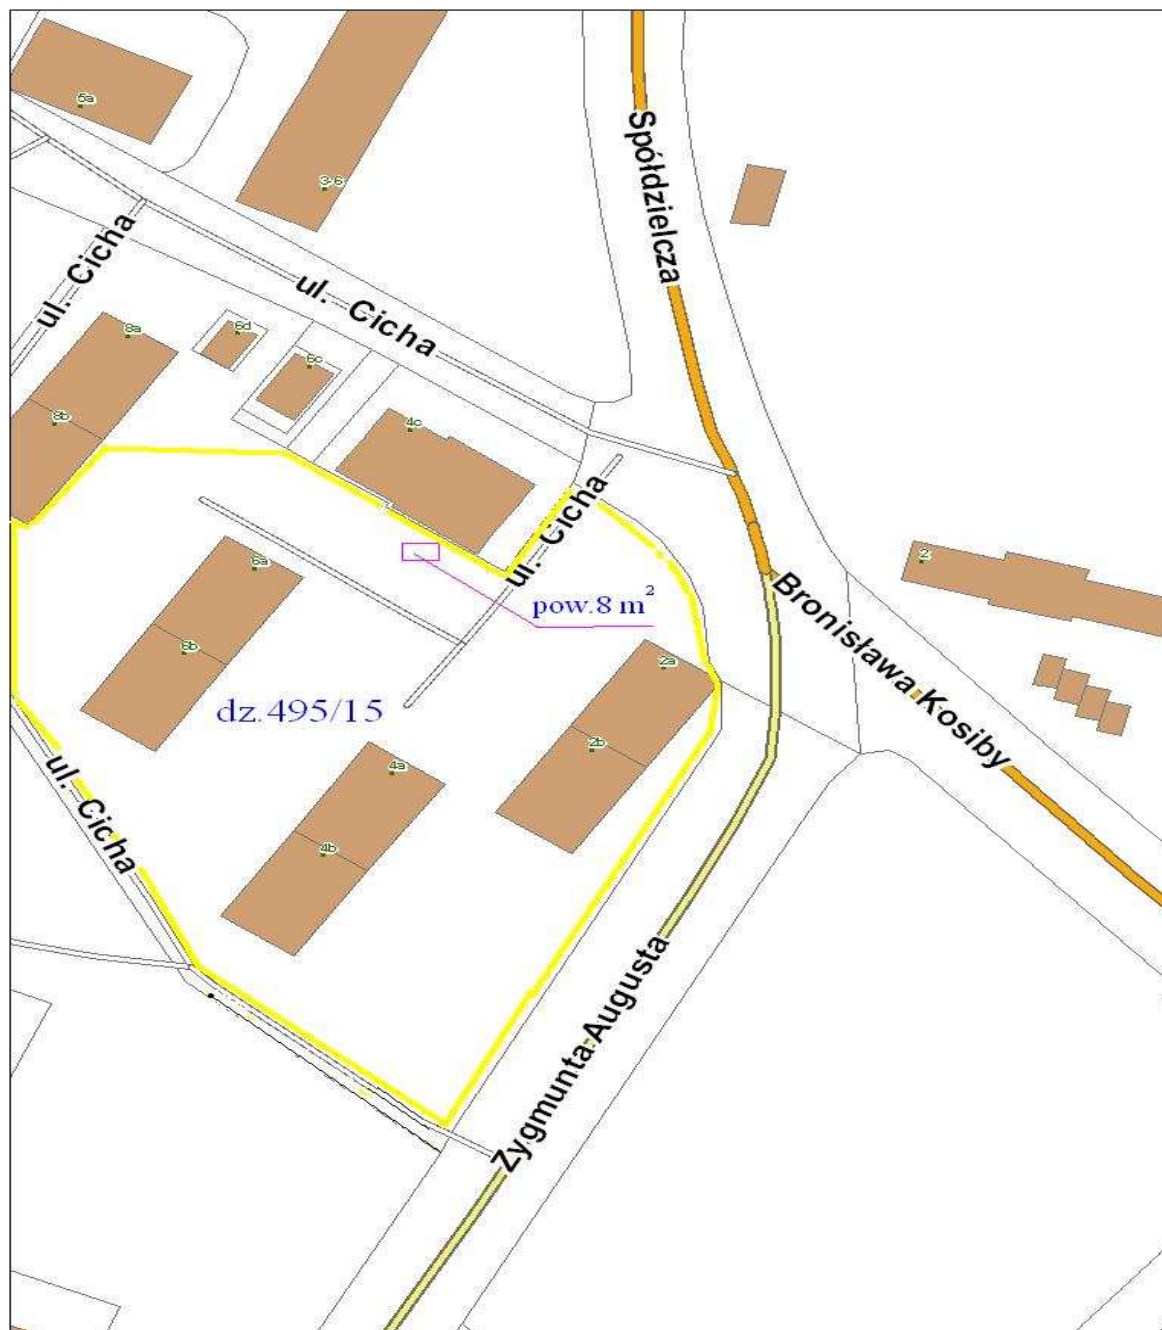 5a
3-6
Spółdzielcza
ul. Cicha
ul. Cicha
8a
6d
6c
8b
4c
ul. Cicha
6a
2
pow.8 m²
Bronisława Kosiby
6b
2a
dz.495/15
2b
4a
ul. Cicha
4b
Zygmunta Augusta